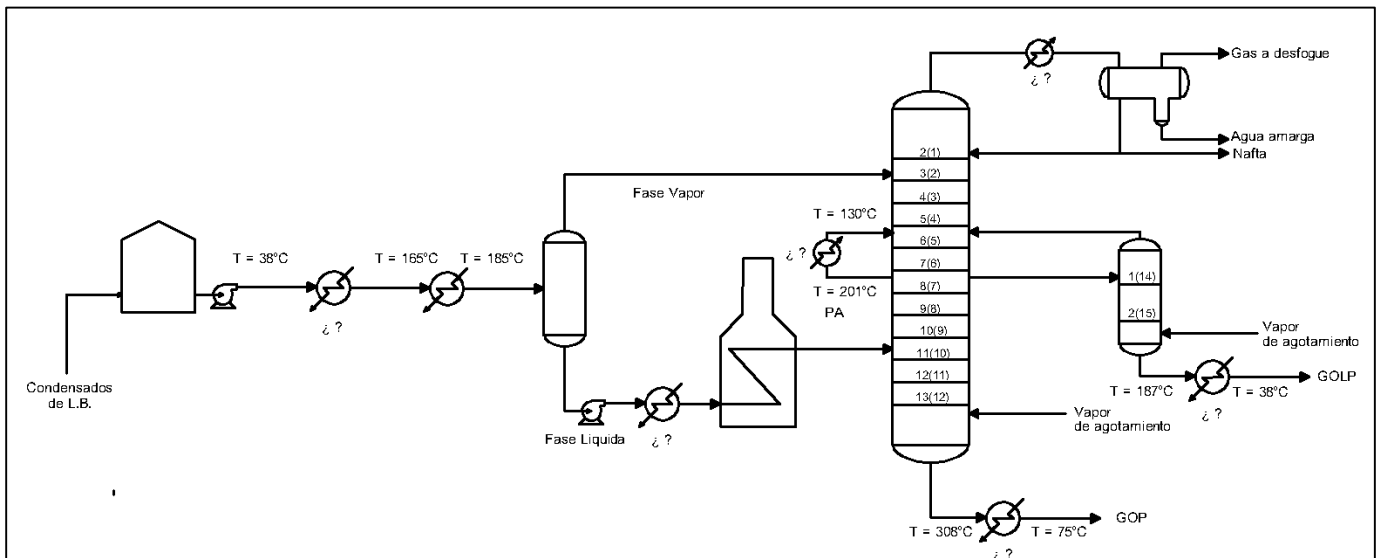 Gas a desfogue
¿ ?
Agua amarga
Nafta
2(1)
3(2)
Fase Vapor
4(3)
T = 130°C
5(4)
6(5)
T = 38°C
T = 165°C
T = 185°C
¿ ?
7(6)
1(14)
T = 201°C
8(7)
PA
9(8)
2(15)
¿ ?
10(9)
Vapor
de agotamiento
11(10)
Condensados
de L.B.
12(11)
T = 187°C
T = 38°C
GOLP
13(12)
¿ ?
Vapor
de agotamiento
Fase Liquida
¿ ?
T = 308°C
T = 75°C
GOP
¿ ?